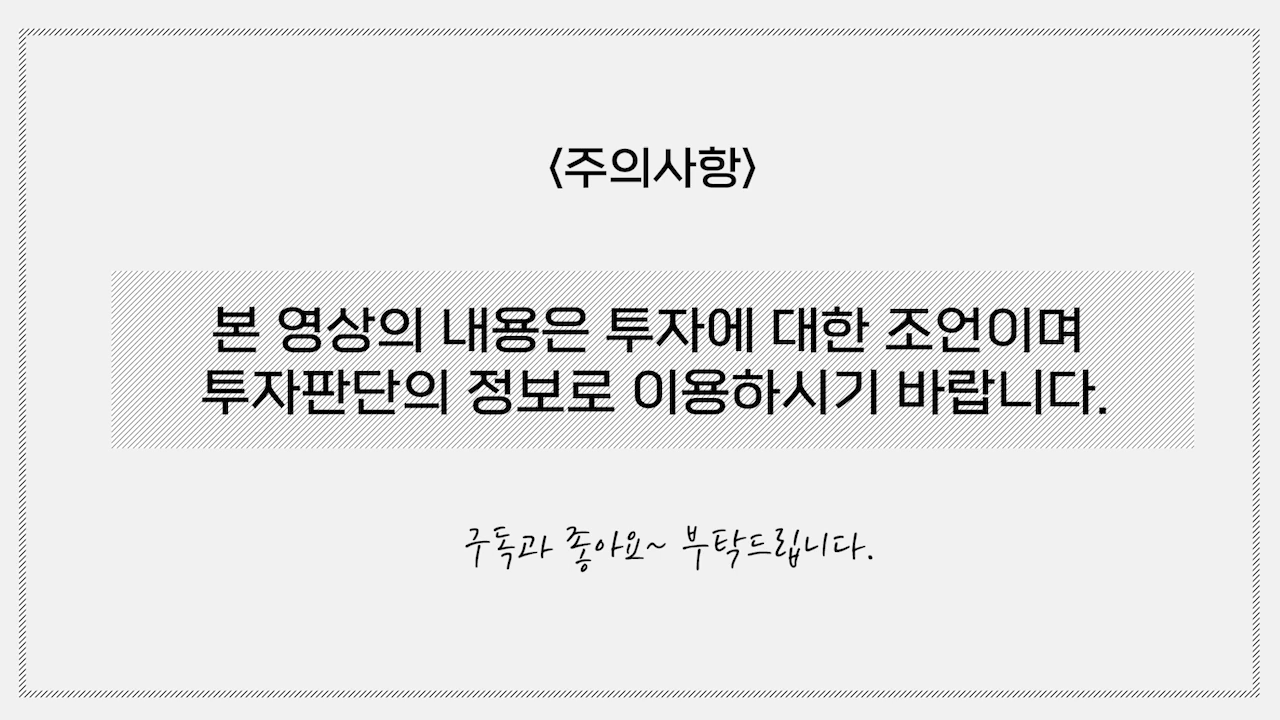 〈주의사항〉
본 영상의 내용은 투자에 대한 조언이며
투자판단의 정보로 이용하시기 바랍니다.
구독과 좋아요~ 부탁드립니다.